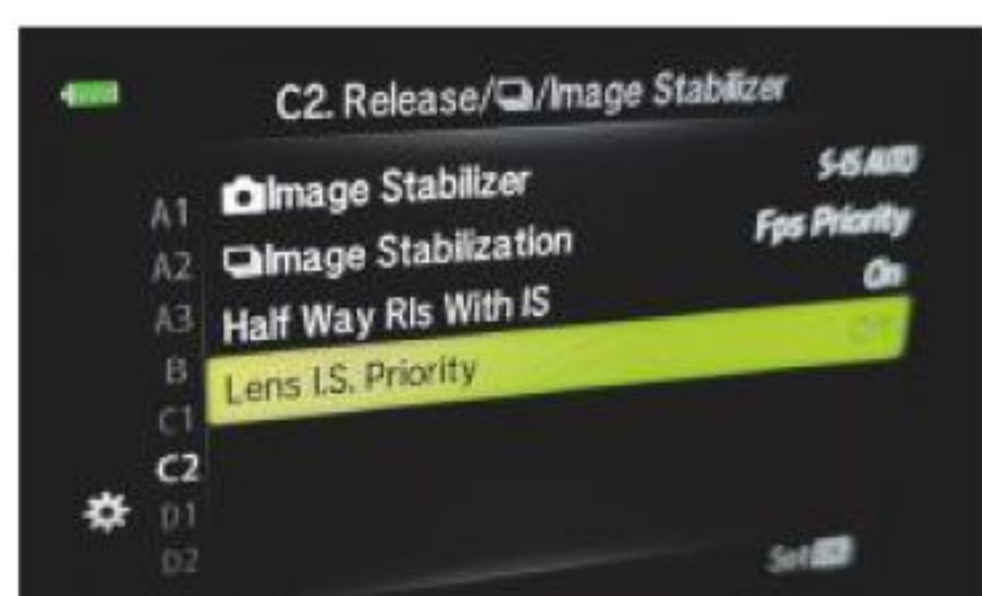 C2. Release/ /Image Stabilizer
A1 Image Stabilizer S-IS AUTO
A2 Image Stabilization Fps Priority
A3 Half Way Rls With IS On
B Lens I.S. Priority
C1
C2
D1
D2
Set